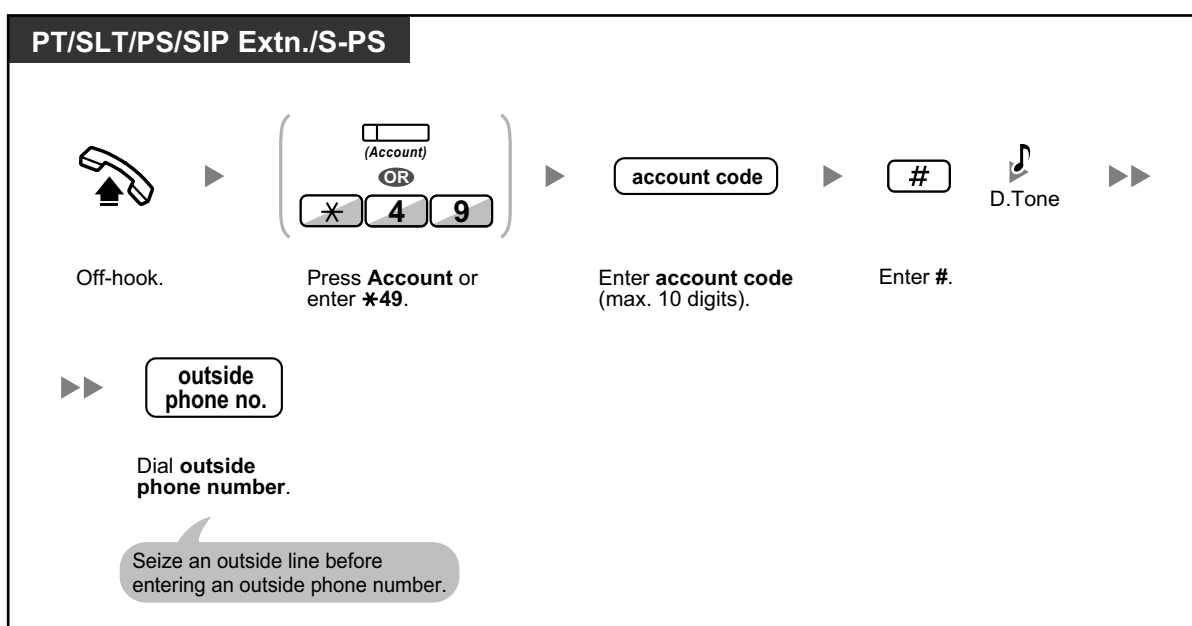 PT/SLT/PS/SIP Extn./S-PS
(Account)
OR
* 4 9
account code
#
D.Tone
Off-hook.
Press Account or
enter *49.
Enter account code
(max. 10 digits).
Enter #.
outside
phone no.
Dial outside
phone number.
Seize an outside line before
entering an outside phone number.